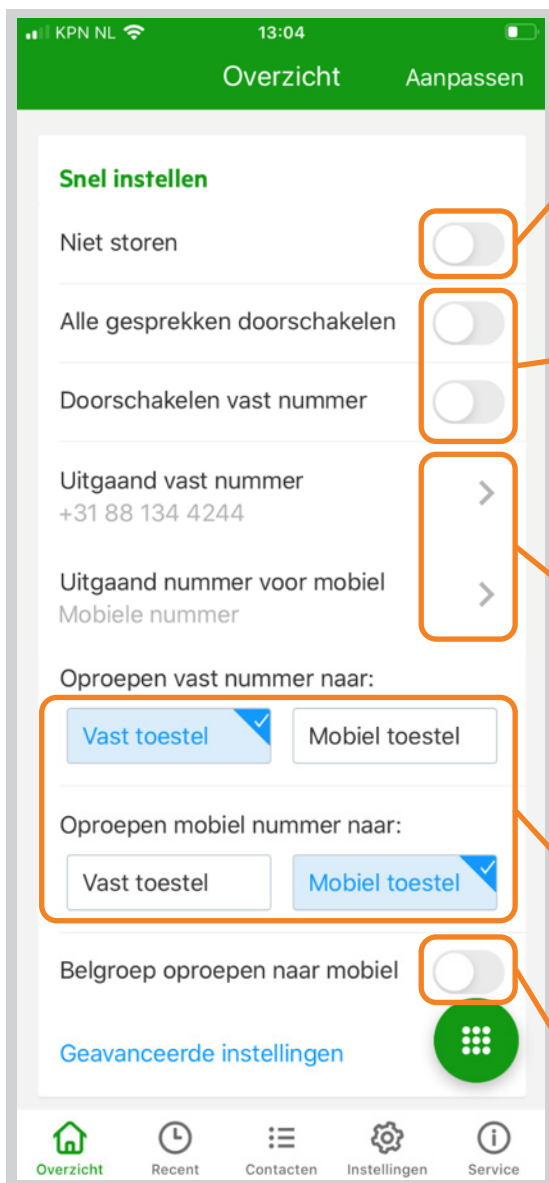 KPN NL 13:04
Overzicht Aanpassen
Snel instellen
Niet storen
Alle gesprekken doorschakelen
Doorschakelen vast nummer
Uitgaand vast nummer
+31 88 134 4244
Uitgaand nummer voor mobiel
Mobiele nummer
Oproepen vast nummer naar:
Vast toestel Mobiel toestel
Oproepen mobiel nummer naar:
Vast toestel Mobiel toestel
Belgroep oproepen naar mobiel
Geavanceerde instellingen
Overzicht Recent Contacten Instellingen Service